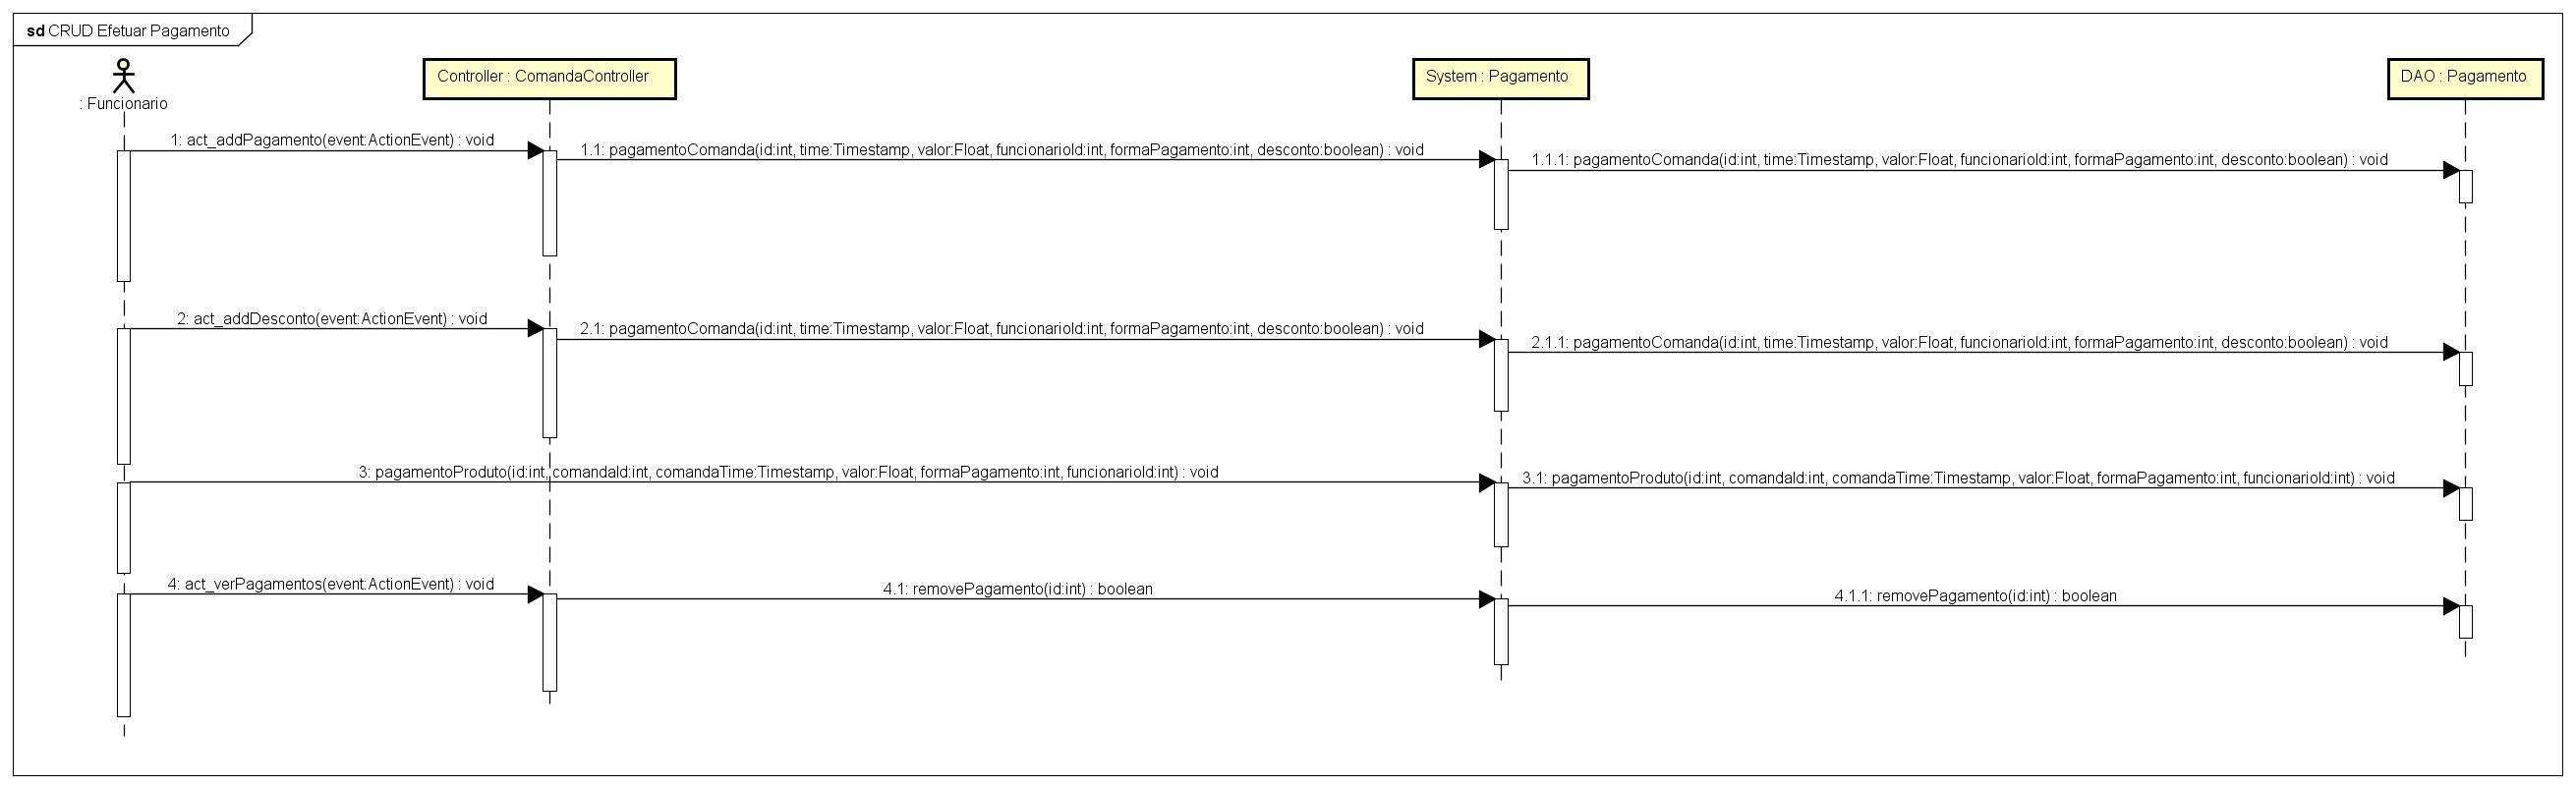 sd CRUD Efetuar Pagamento
: Funcionario
Controller : ComandaController
System : Pagamento
DAO : Pagamento
1: act_addPagamento(event:ActionEvent) : void
1.1: pagamentoComanda(id:int, time:Timestamp, valor:Float, funcionarioId:int, formaPagamento:int, desconto:boolean) : void
1.1.1: pagamentoComanda(id:int, time:Timestamp, valor:Float, funcionarioId:int, formaPagamento:int, desconto:boolean) : void
2: act_addDesconto(event:ActionEvent) : void
2.1: pagamentoComanda(id:int, time:Timestamp, valor:Float, funcionarioId:int, formaPagamento:int, desconto:boolean) : void
2.1.1: pagamentoComanda(id:int, time:Timestamp, valor:Float, funcionarioId:int, formaPagamento:int, desconto:boolean) : void
3: pagamentoProduto(id:int, comandaId:int, comandaTime:Timestamp, valor:Float, formaPagamento:int, funcionarioId:int) : void
3.1: pagamentoProduto(id:int, comandaId:int, comandaTime:Timestamp, valor:Float, formaPagamento:int, funcionarioId:int) : void
4: act_verPagamentos(event:ActionEvent) : void
4.1: removePagamento(id:int) : boolean
4.1.1: removePagamento(id:int) : boolean